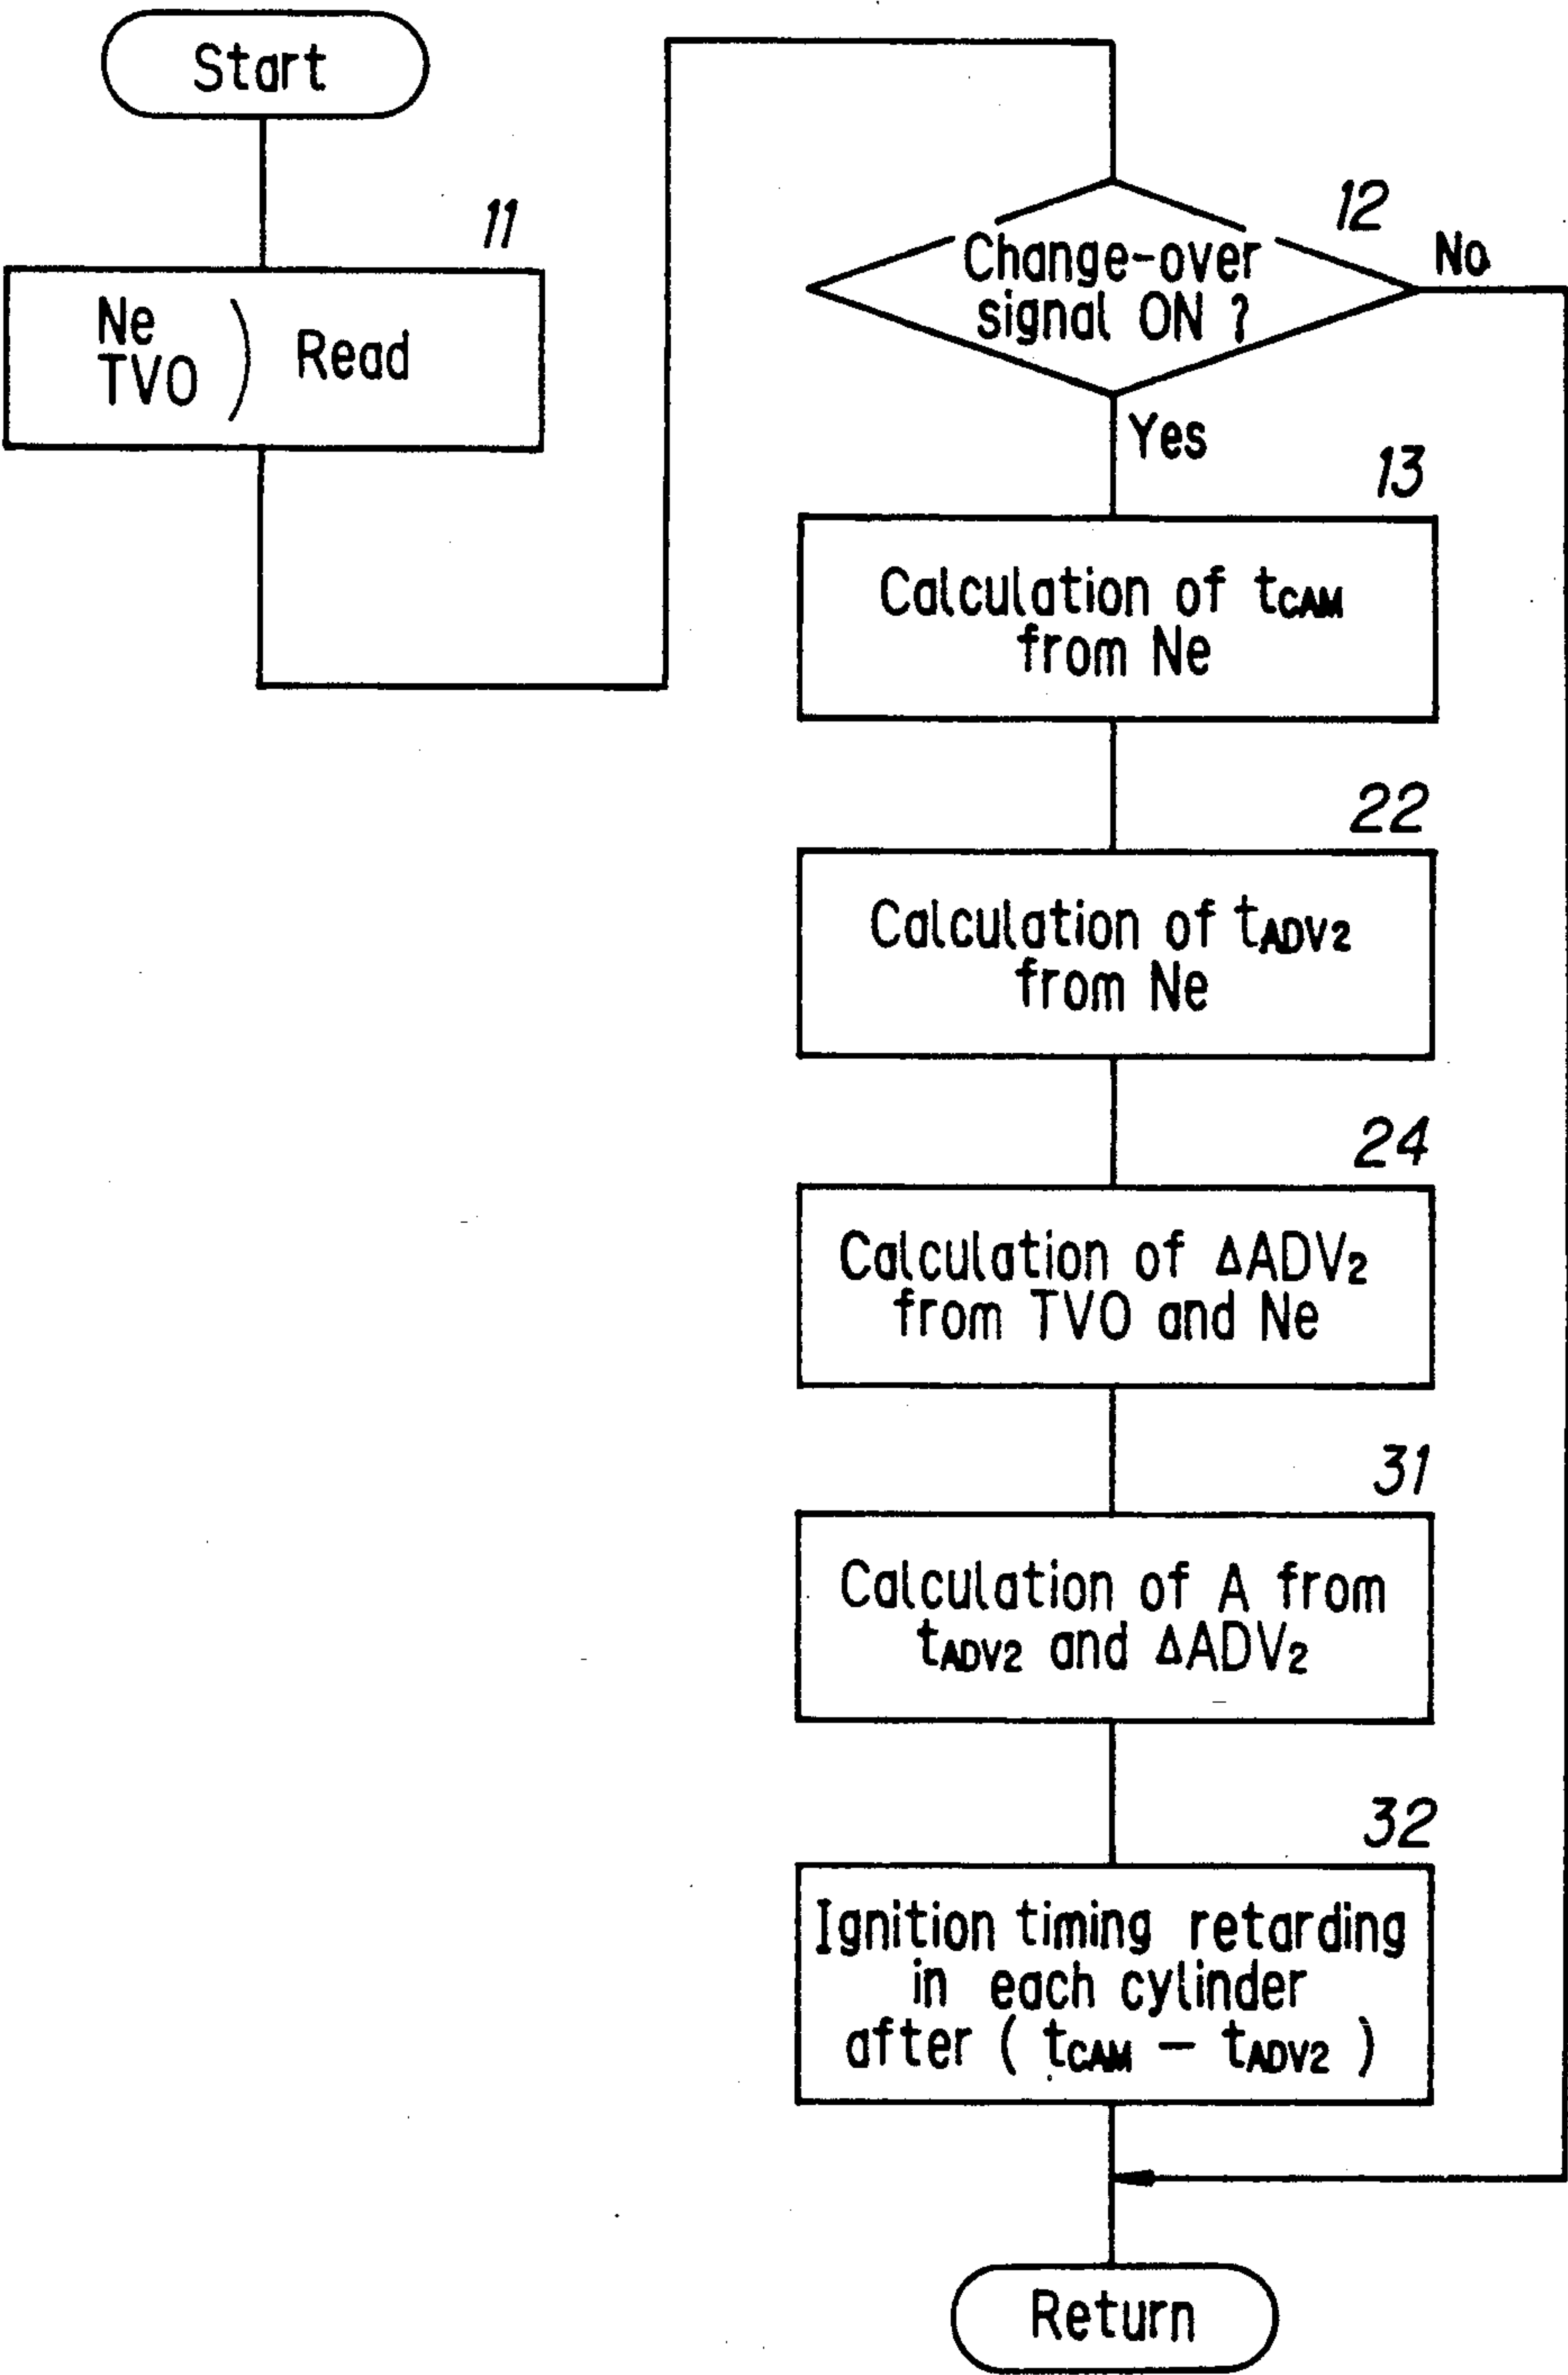 Start
11
Ne
TVO
) Read
12
Change-over
signal ON ?
No
Yes
13
Calculation of tCAM
from Ne
22
Calculation of tADV2
from Ne
24
Calculation of ΔADV2
from TVO and Ne
31
Calculation of A from
tADV2 and ΔADV2
32
Ignition timing retarding
in each cylinder
after ( tCAM − tADV2 )
Return